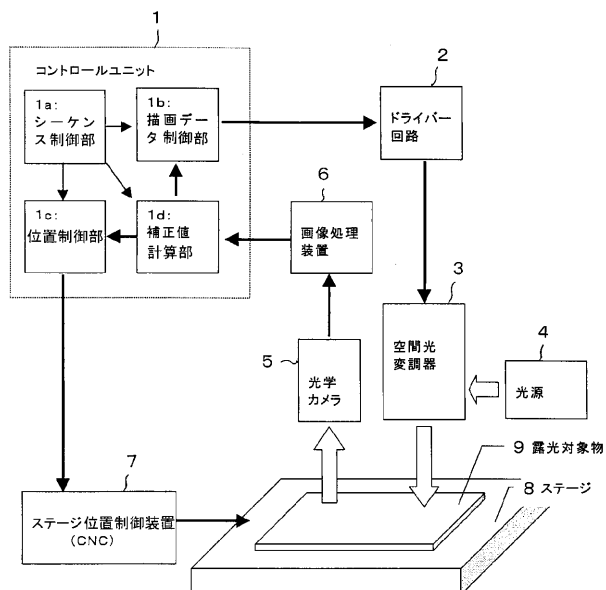 1
コントロールユニット
1a:
シーケン
ス制御部
1b:
描画デー
タ制御部
1c:
位置制御部
1d:
補正値
計算部
2
ドライバー
回路
6
画像処理
装置
3
空間光
変調器
4
光源
5
光学
カメラ
9 露光対象物
8 ステージ
7
ステージ位置制御装置
(CNC)